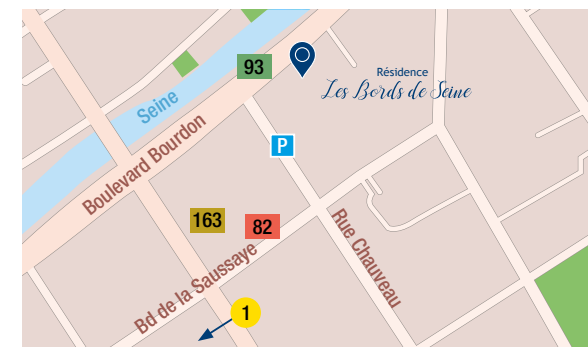 93
Résidence
Les Bords de Seine
Seine
Boulevard Bourdon
P
163
82
Rue Chauveau
Bd de la Saussaye
1